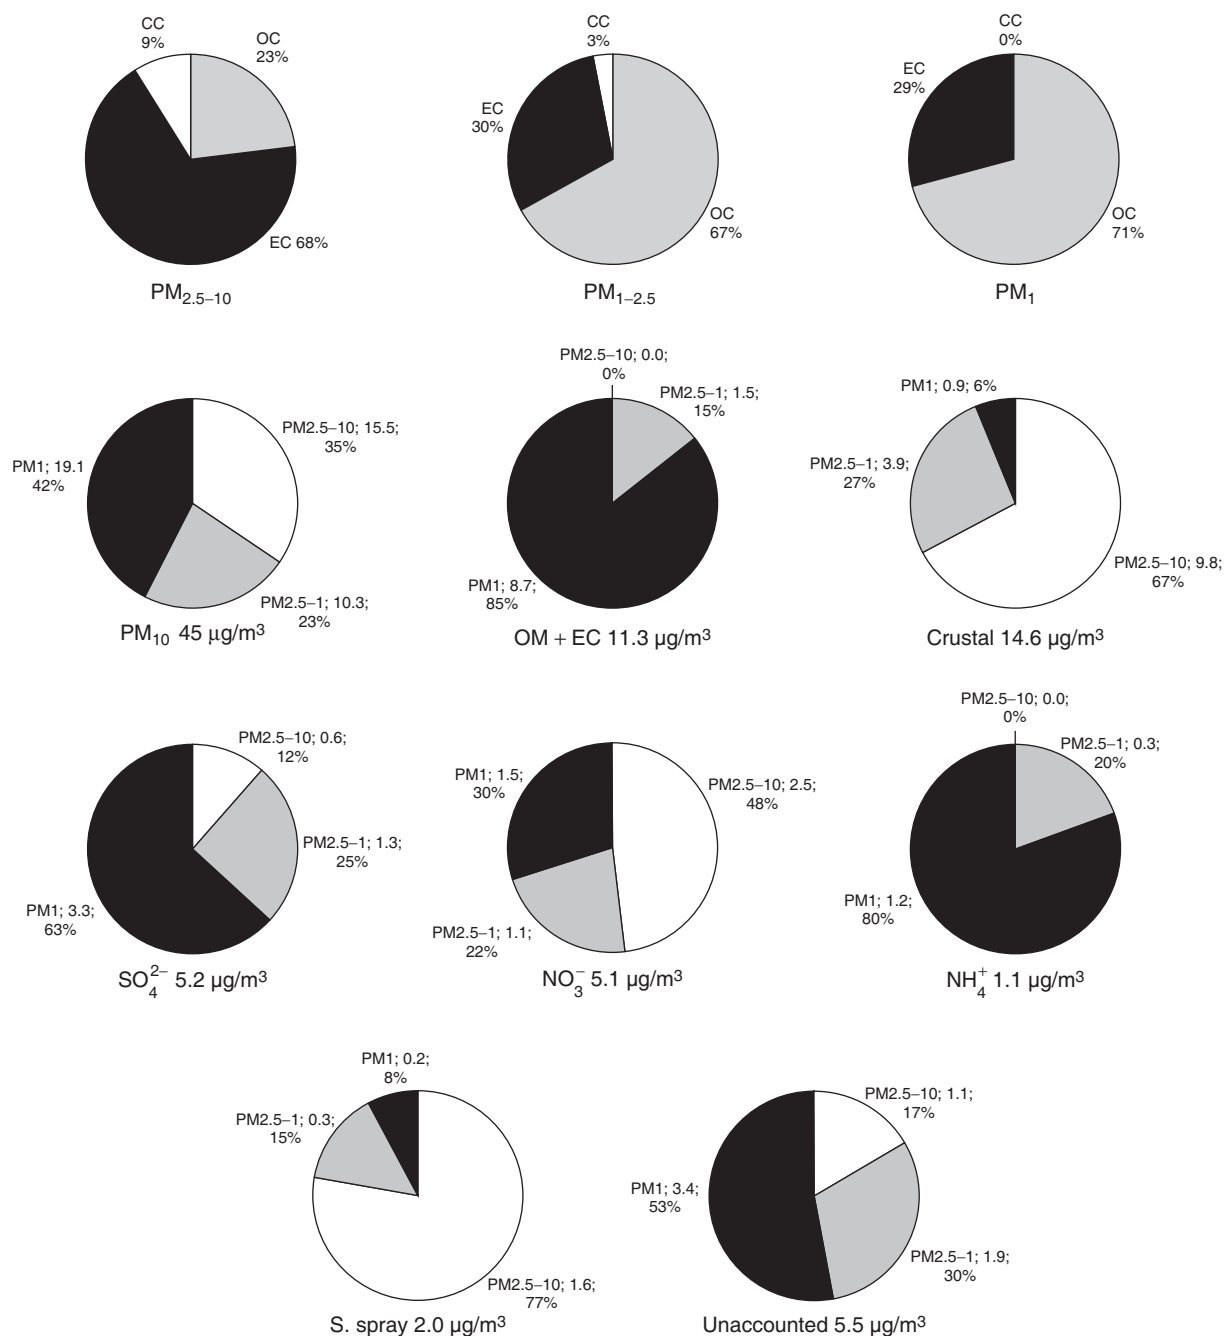 CC
9%
OC
23%
EC 68%
PM2.5–10
CC
3%
EC
30%
OC
67%
PM1–2.5
CC
0%
EC
29%
OC
71%
PM1
PM2.5–10; 15.5;
35%
PM1; 19.1
42%
PM2.5–1; 10.3;
23%
PM10 45 μg/m³
PM2.5–10; 0.0;
0%
PM2.5–1; 1.5;
15%
PM1; 8.7;
85%
OM + EC 11.3 μg/m³
PM1; 0.9; 6%
PM2.5–1; 3.9;
27%
PM2.5–10; 9.8;
67%
Crustal 14.6 μg/m³
PM2.5–10; 0.6;
12%
PM2.5–1; 1.3;
25%
PM1; 3.3;
63%
SO₄²⁻ 5.2 μg/m³
PM1; 1.5;
30%
PM2.5–10; 2.5;
48%
PM2.5–1; 1.1;
22%
NO₃⁻ 5.1 μg/m³
PM2.5–10; 0.0;
0%
PM2.5–1; 0.3;
20%
PM1; 1.2;
80%
NH₄⁺ 1.1 μg/m³
PM1; 0.2;
8%
PM2.5–1; 0.3;
15%
PM2.5–10; 1.6;
77%
S. spray 2.0 μg/m³
PM2.5–10; 1.1;
17%
PM1; 3.4;
53%
PM2.5–1; 1.9;
30%
Unaccounted 5.5 μg/m³